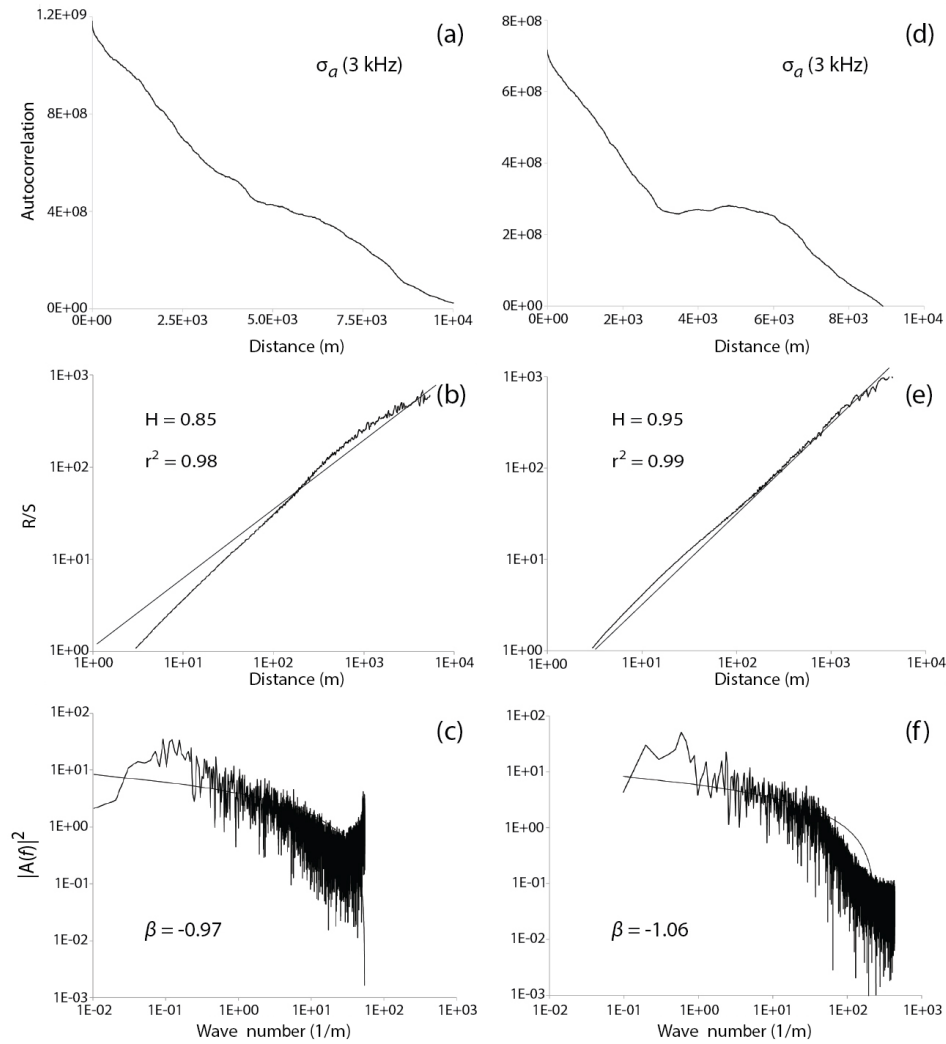 (a)
σa (3 kHz)
Autocorrelation
1.2E+09
8E+08
4E+08
0E+00
0E+00 2.5E+03 5.0E+03 7.5E+03 1E+04
Distance (m)
(d)
σa (3 kHz)
8E+08
6E+08
4E+08
2E+08
0E+00
0E+00 2E+03 4E+03 6E+03 8E+03 1E+04
Distance (m)
(b)
H = 0.85
r² = 0.98
R/S
1E+03
1E+02
1E+01
1E+00
1E+00 1E+01 1E+02 1E+03 1E+04
Distance (m)
(e)
H = 0.95
r² = 0.99
1E+03
1E+02
1E+01
1E+00
1E+00 1E+01 1E+02 1E+03 1E+04
Distance (m)
(c)
|A(f)|²
1E+02
1E+01
1E+00
1E-01
1E-02
1E-03
β = -0.97
1E-02 1E-01 1E+00 1E+01 1E+02 1E+03
Wave number (1/m)
(f)
1E+02
1E+01
1E+00
1E-01
1E-02
1E-03
β = -1.06
1E-02 1E-01 1E+00 1E+01 1E+02 1E+03
Wave number (1/m)